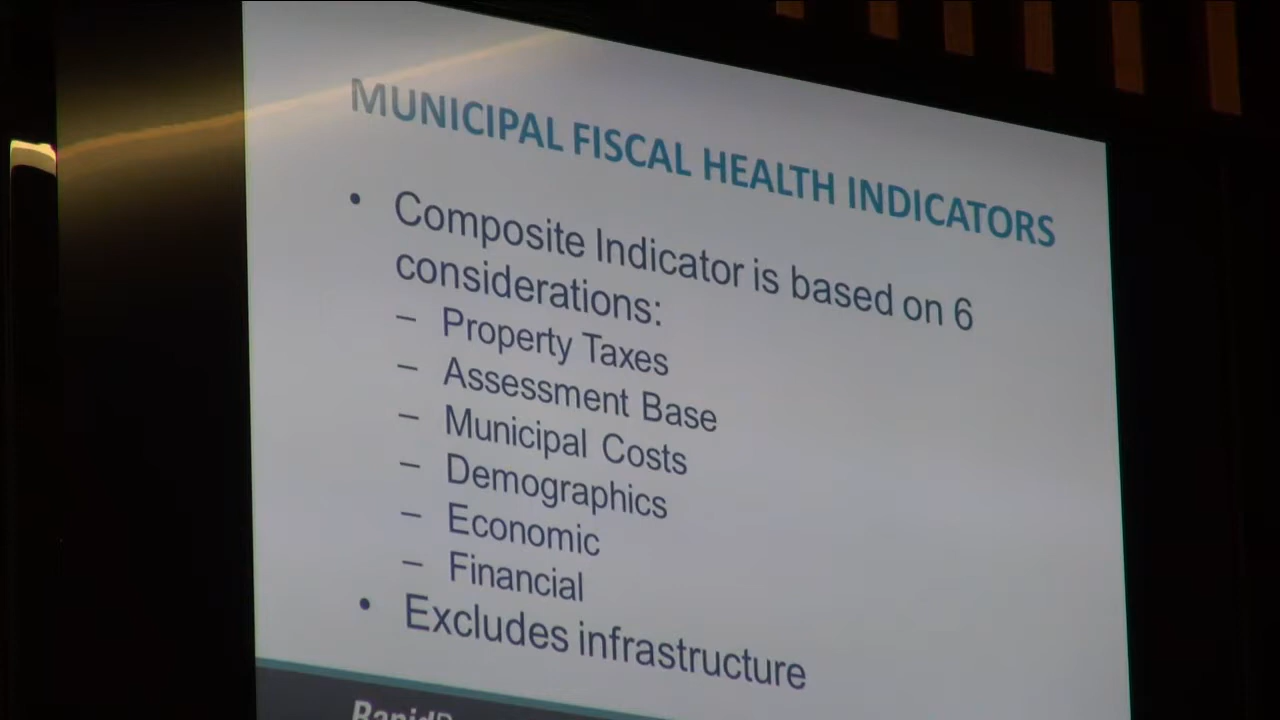 MUNICIPAL FISCAL HEALTH INDICATORS
• Composite Indicator is based on 6
considerations:
– Property Taxes
– Assessment Base
– Municipal Costs
– Demographics
– Economic
– Financial
• Excludes infrastructure